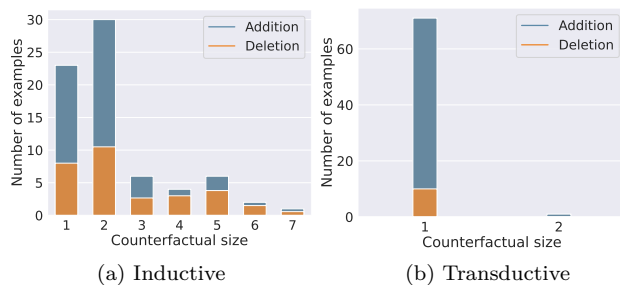 Number of examples
30
25
20
15
10
5
0
Addition
Deletion
1 2 3 4 5 6 7
Counterfactual size
(a) Inductive
Number of examples
60
40
20
0
Addition
Deletion
1 2
Counterfactual size
(b) Transductive